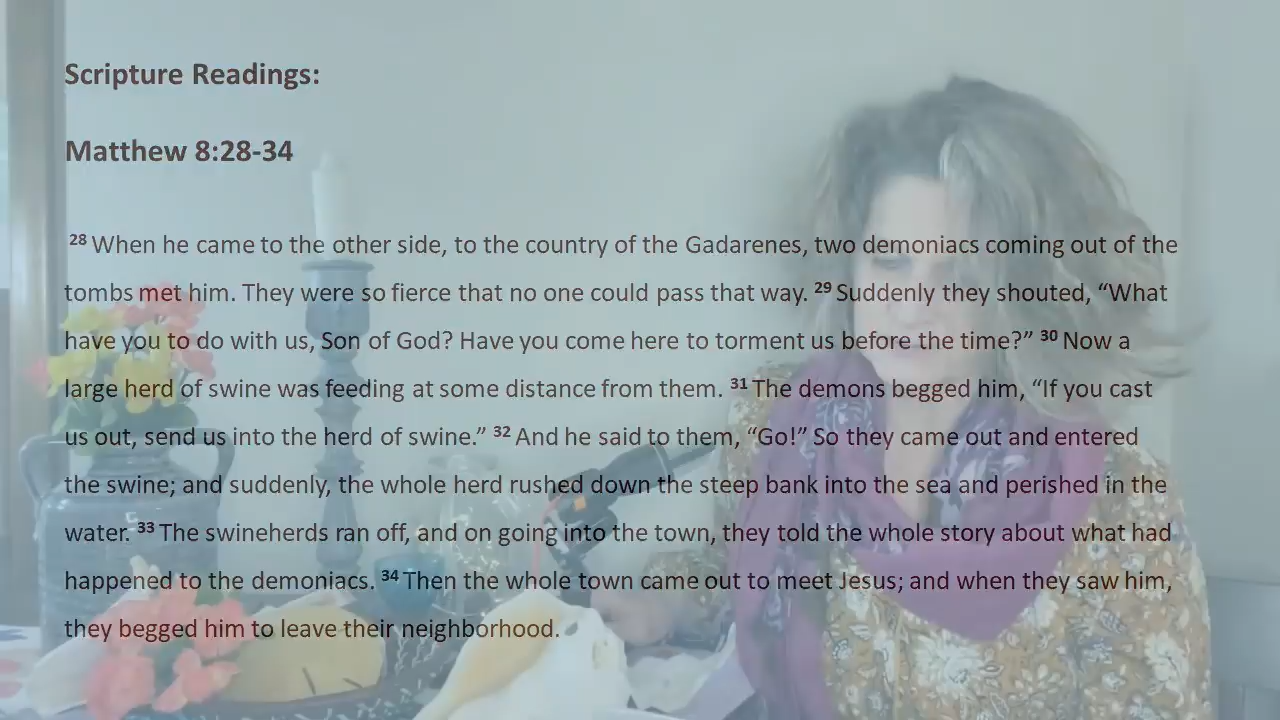 Scripture Readings:
Matthew 8:28-34
28 When he came to the other side, to the country of the Gadarenes, two demoniacs coming out of the
tombs met him. They were so fierce that no one could pass that way. 29 Suddenly they shouted, “What
have you to do with us, Son of God? Have you come here to torment us before the time?” 30 Now a
large herd of swine was feeding at some distance from them. 31 The demons begged him, “If you cast
us out, send us into the herd of swine.” 32 And he said to them, “Go!” So they came out and entered
the swine; and suddenly, the whole herd rushed down the steep bank into the sea and perished in the
water. 33 The swineherds ran off, and on going into the town, they told the whole story about what had
happened to the demoniacs. 34 Then the whole town came out to meet Jesus; and when they saw him,
they begged him to leave their neighborhood.